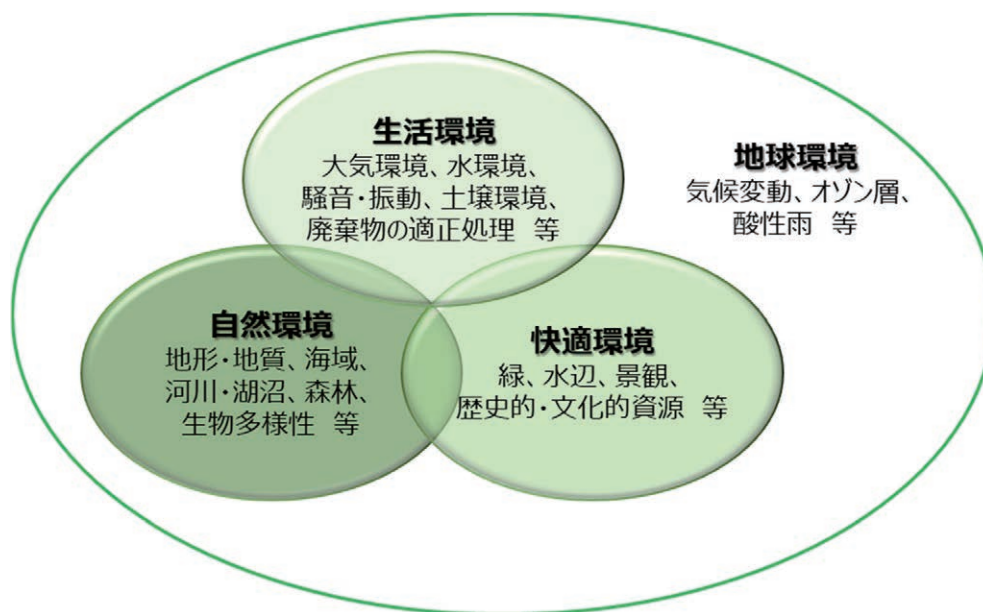 生活環境
大気環境、水環境、
騒音・振動、土壌環境、
廃棄物の適正処理　等
地球環境
気候変動、オゾン層、
酸性雨　等
自然環境
地形・地質、海域、
河川・湖沼、森林、
生物多様性　等
快適環境
緑、水辺、景観、
歴史的・文化的資源　等